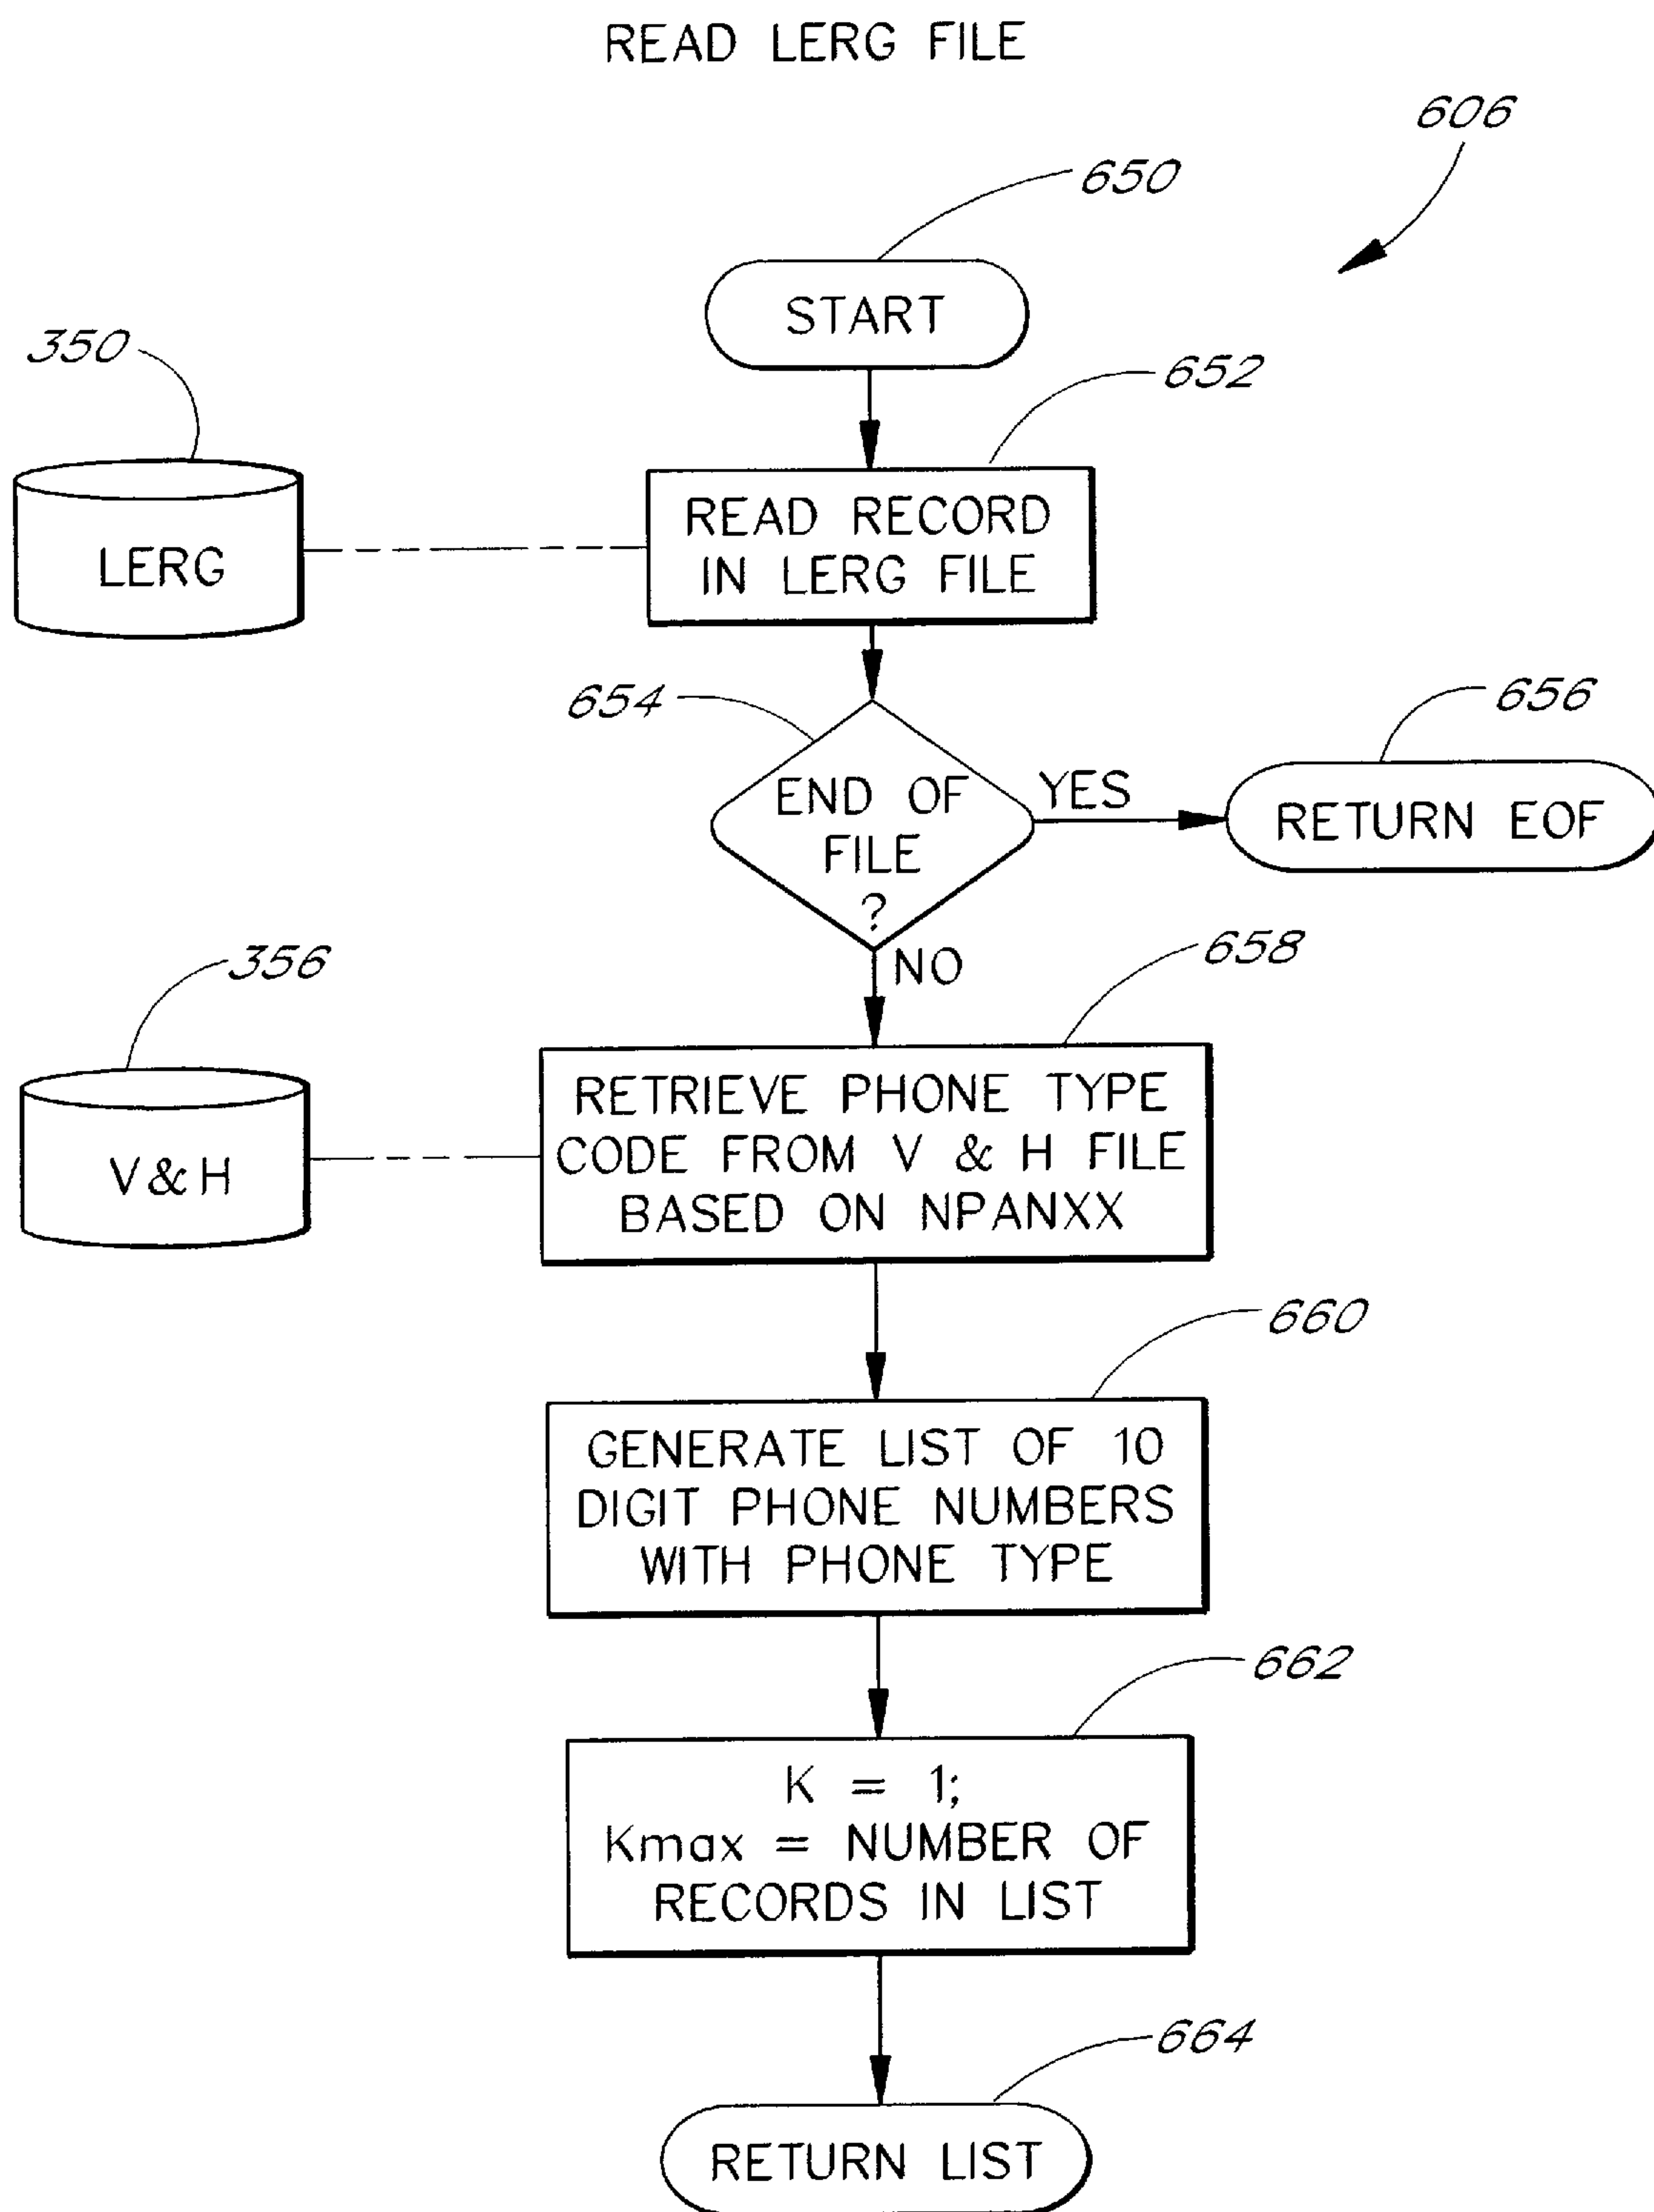 READ LERG FILE
606
650
START
350
652
LERG
READ RECORD
IN LERG FILE
654
656
END OF
FILE
?
YES
RETURN EOF
NO
356
658
V&H
RETRIEVE PHONE TYPE
CODE FROM V & H FILE
BASED ON NPANXX
660
GENERATE LIST OF 10
DIGIT PHONE NUMBERS
WITH PHONE TYPE
662
K = 1;
Kmax = NUMBER OF
RECORDS IN LIST
664
RETURN LIST